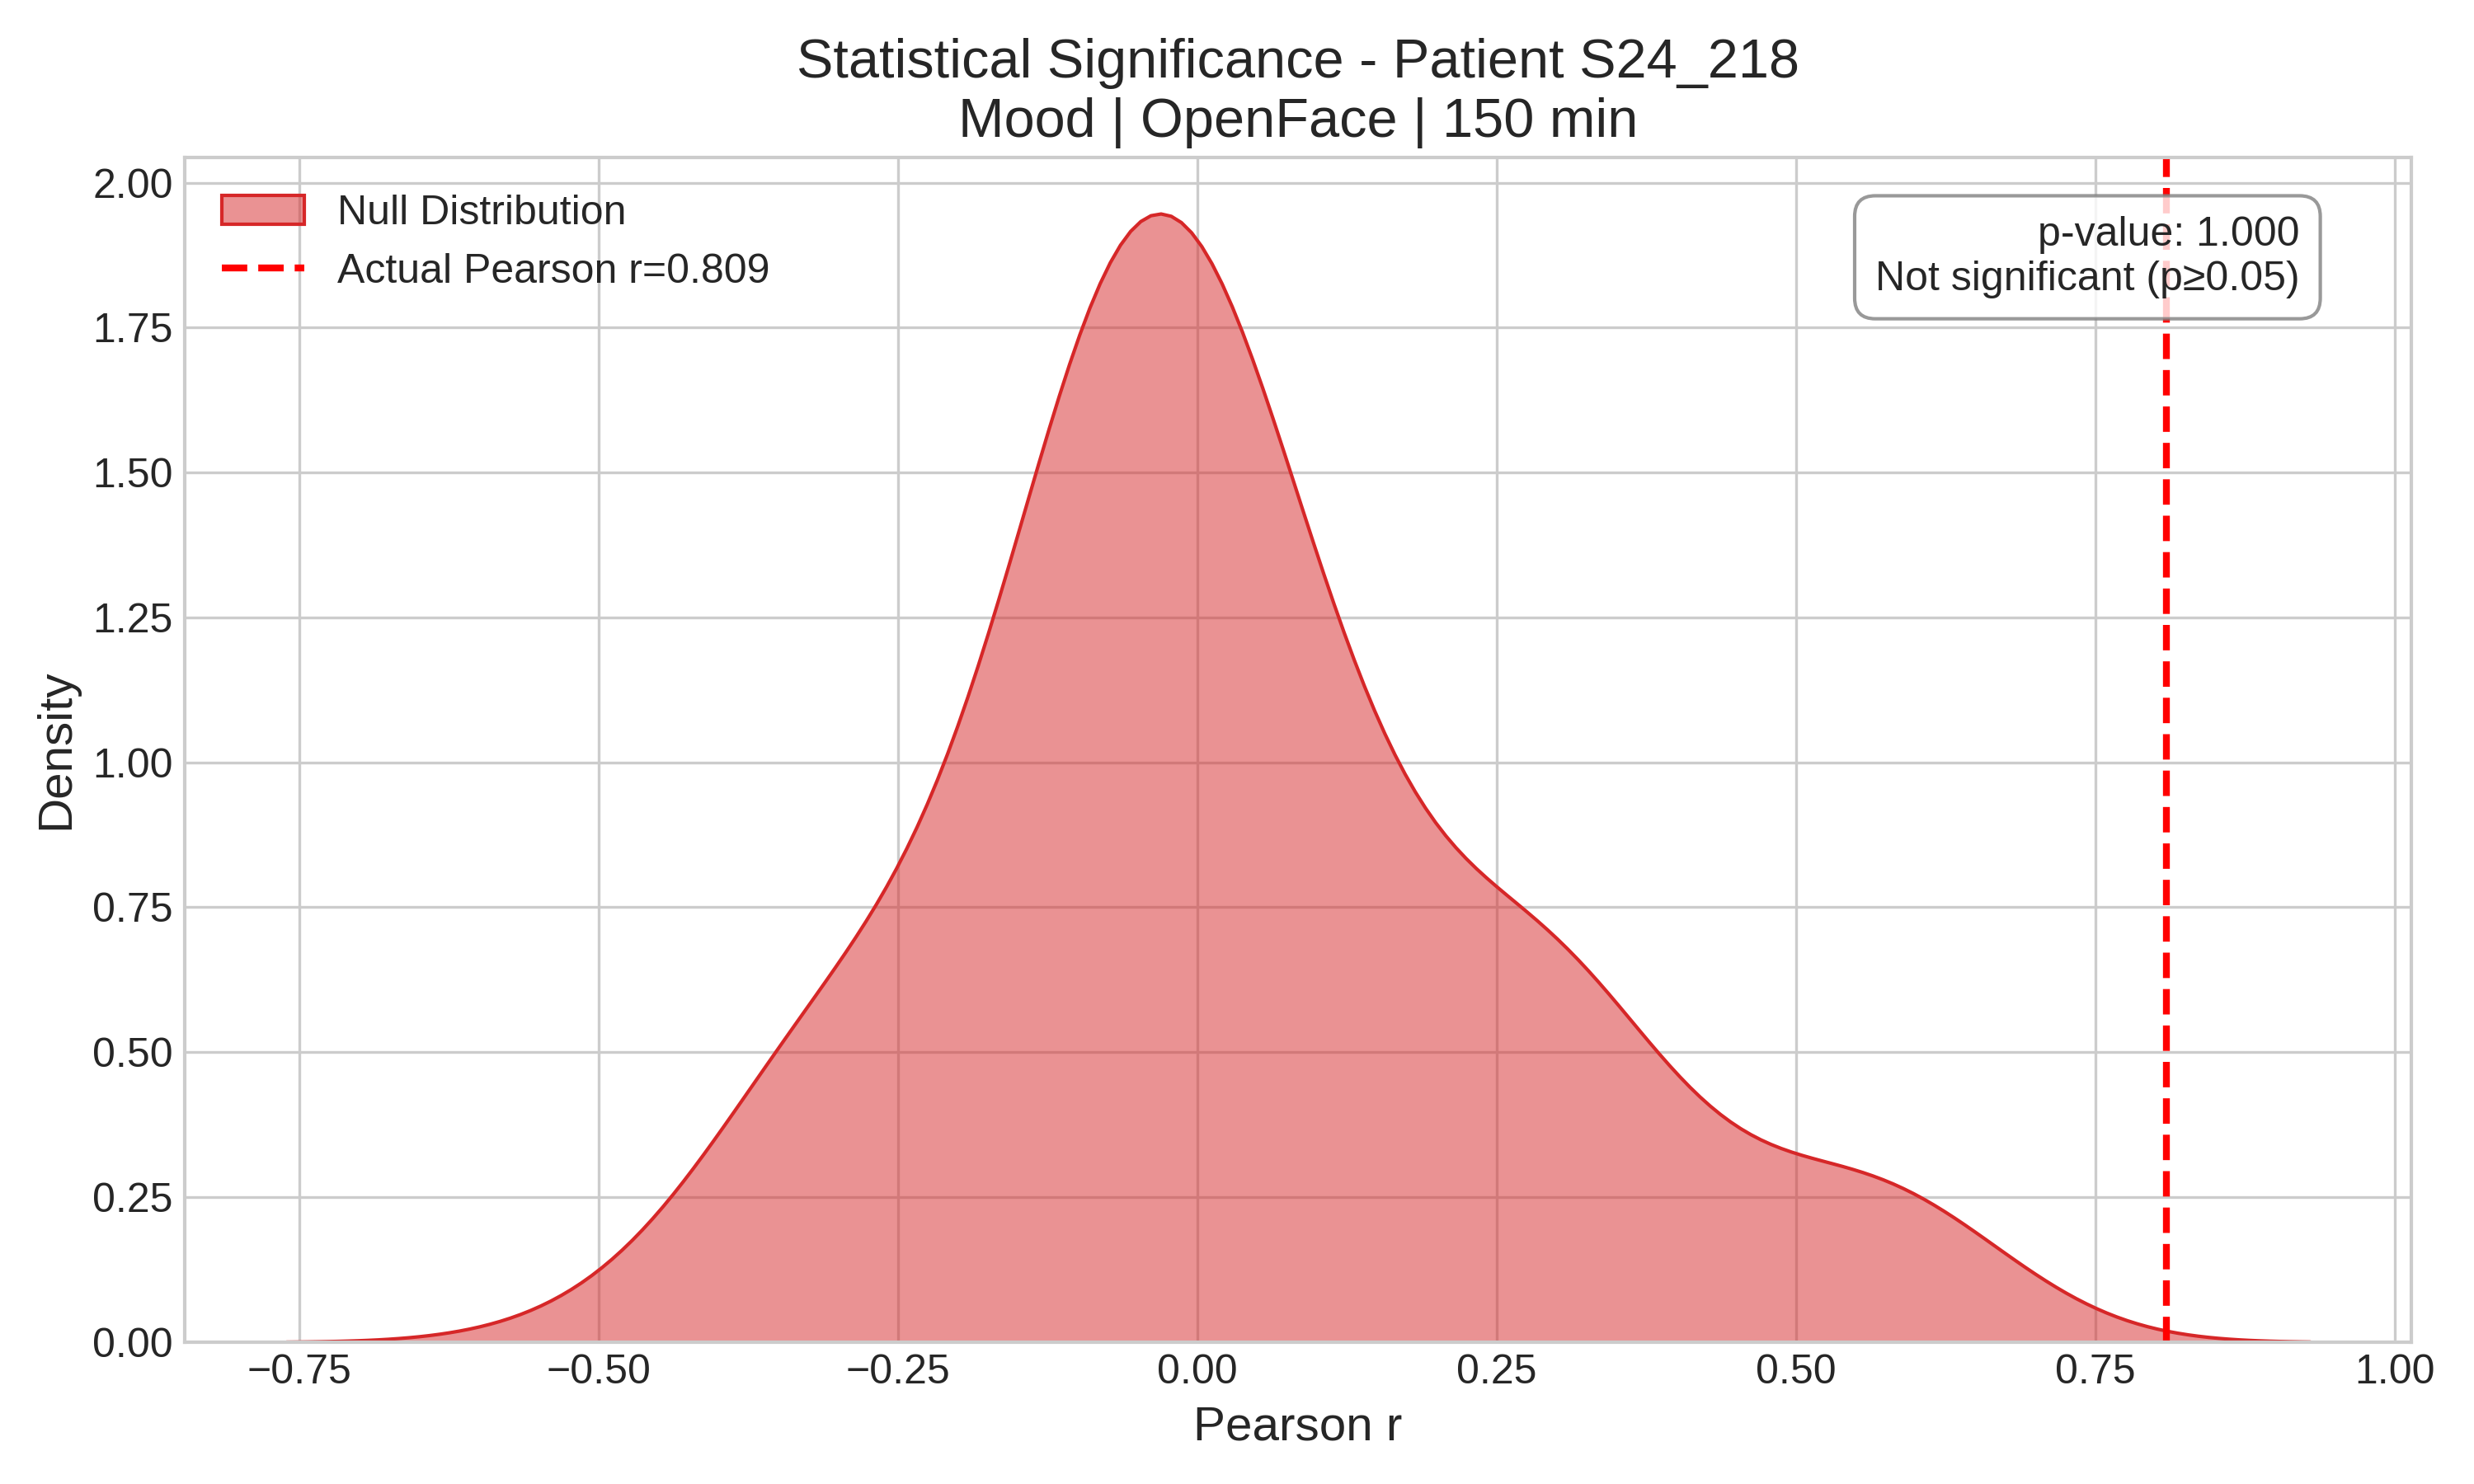 Statistical Significance - Patient S24_218
Mood | OpenFace | 150 min
Null Distribution
Actual Pearson r=0.809
p-value: 1.000
Not significant (p≥0.05)
Density
2.00
1.75
1.50
1.25
1.00
0.75
0.50
0.25
0.00
−0.75 −0.50 −0.25 0.00 0.25 0.50 0.75 1.00
Pearson r